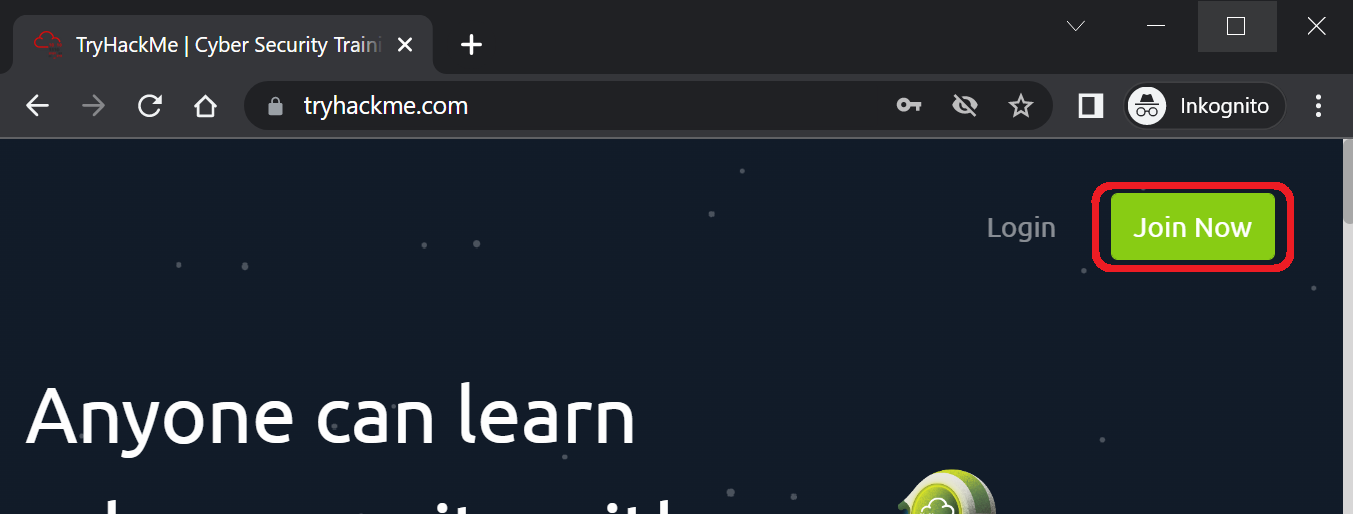 TryHackMe | Cyber Security Traini
tryhackme.com
Inkognito
Login
Join Now
Anyone can learn